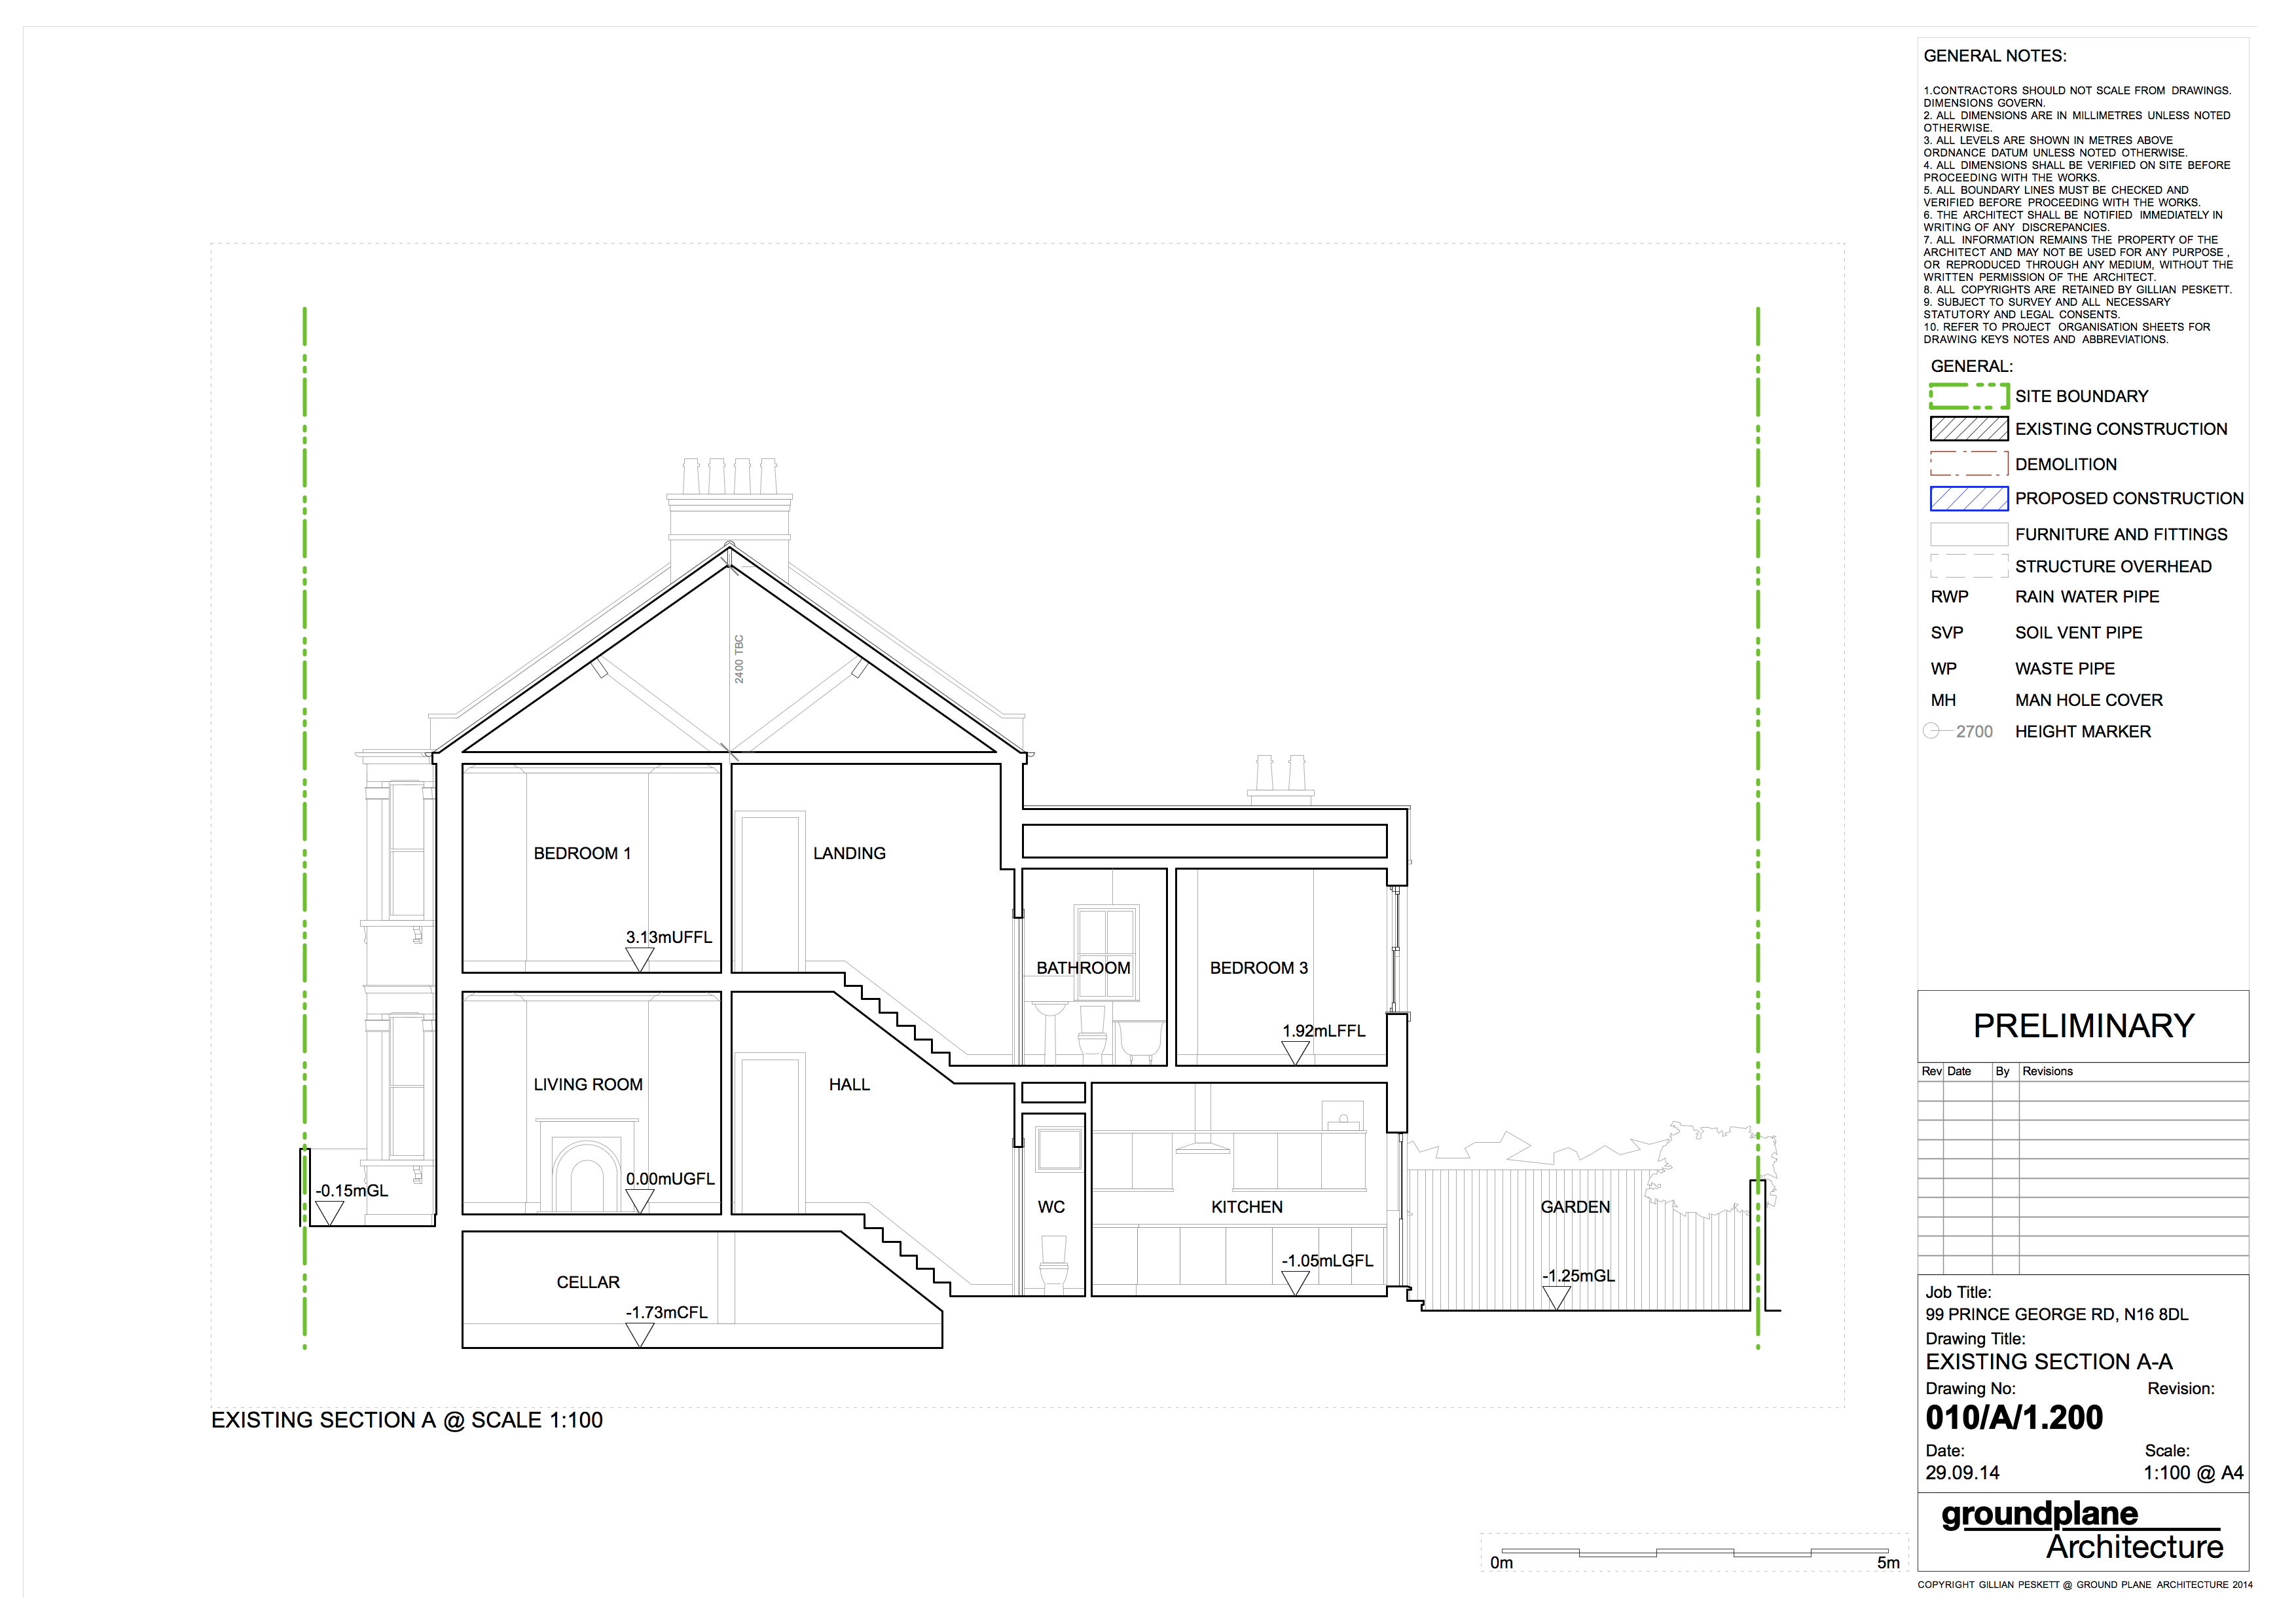 GENERAL NOTES:
1.CONTRACTORS SHOULD NOT SCALE FROM DRAWINGS.
DIMENSIONS GOVERN.
2. ALL DIMENSIONS ARE IN MILLIMETRES UNLESS NOTED
OTHERWISE.
3. ALL LEVELS ARE SHOWN IN METRES ABOVE
ORDNANCE DATUM UNLESS NOTED OTHERWISE.
4. ALL DIMENSIONS SHALL BE VERIFIED ON SITE BEFORE
PROCEEDING WITH THE WORKS.
5. ALL BOUNDARY LINES MUST BE CHECKED AND
VERIFIED BEFORE PROCEEDING WITH THE WORKS.
6. THE ARCHITECT SHALL BE NOTIFIED IMMEDIATELY IN
WRITING OF ANY DISCREPANCIES.
7. ALL INFORMATION REMAINS THE PROPERTY OF THE
ARCHITECT AND MAY NOT BE USED FOR ANY PURPOSE ,
OR REPRODUCED THROUGH ANY MEDIUM, WITHOUT THE
WRITTEN PERMISSION OF THE ARCHITECT.
8. ALL COPYRIGHTS ARE RETAINED BY GILLIAN PESKETT.
9. SUBJECT TO SURVEY AND ALL NECESSARY
STATUTORY AND LEGAL CONSENTS.
10. REFER TO PROJECT ORGANISATION SHEETS FOR
DRAWING KEYS NOTES AND ABBREVIATIONS.
GENERAL:
SITE BOUNDARY
EXISTING CONSTRUCTION
DEMOLITION
PROPOSED CONSTRUCTION
FURNITURE AND FITTINGS
STRUCTURE OVERHEAD
RWP RAIN WATER PIPE
SVP SOIL VENT PIPE
WP WASTE PIPE
MH MAN HOLE COVER
2700 HEIGHT MARKER
2400 TBC
BEDROOM 1
LANDING
3.13mUFFL
BATHROOM
BEDROOM 3
1.92mLFFL
LIVING ROOM
HALL
0.00mUGFL
-0.15mGL
WC
KITCHEN
GARDEN
-1.05mLGFL
-1.25mGL
CELLAR
-1.73mCFL
EXISTING SECTION A @ SCALE 1:100
0m 5m
PRELIMINARY
Rev Date By Revisions
Job Title:
99 PRINCE GEORGE RD, N16 8DL
Drawing Title:
EXISTING SECTION A-A
Drawing No: Revision:
010/A/1.200
Date: Scale:
29.09.14 1:100 @ A4
groundplane
Architecture
COPYRIGHT GILLIAN PESKETT @ GROUND PLANE ARCHITECTURE 2014